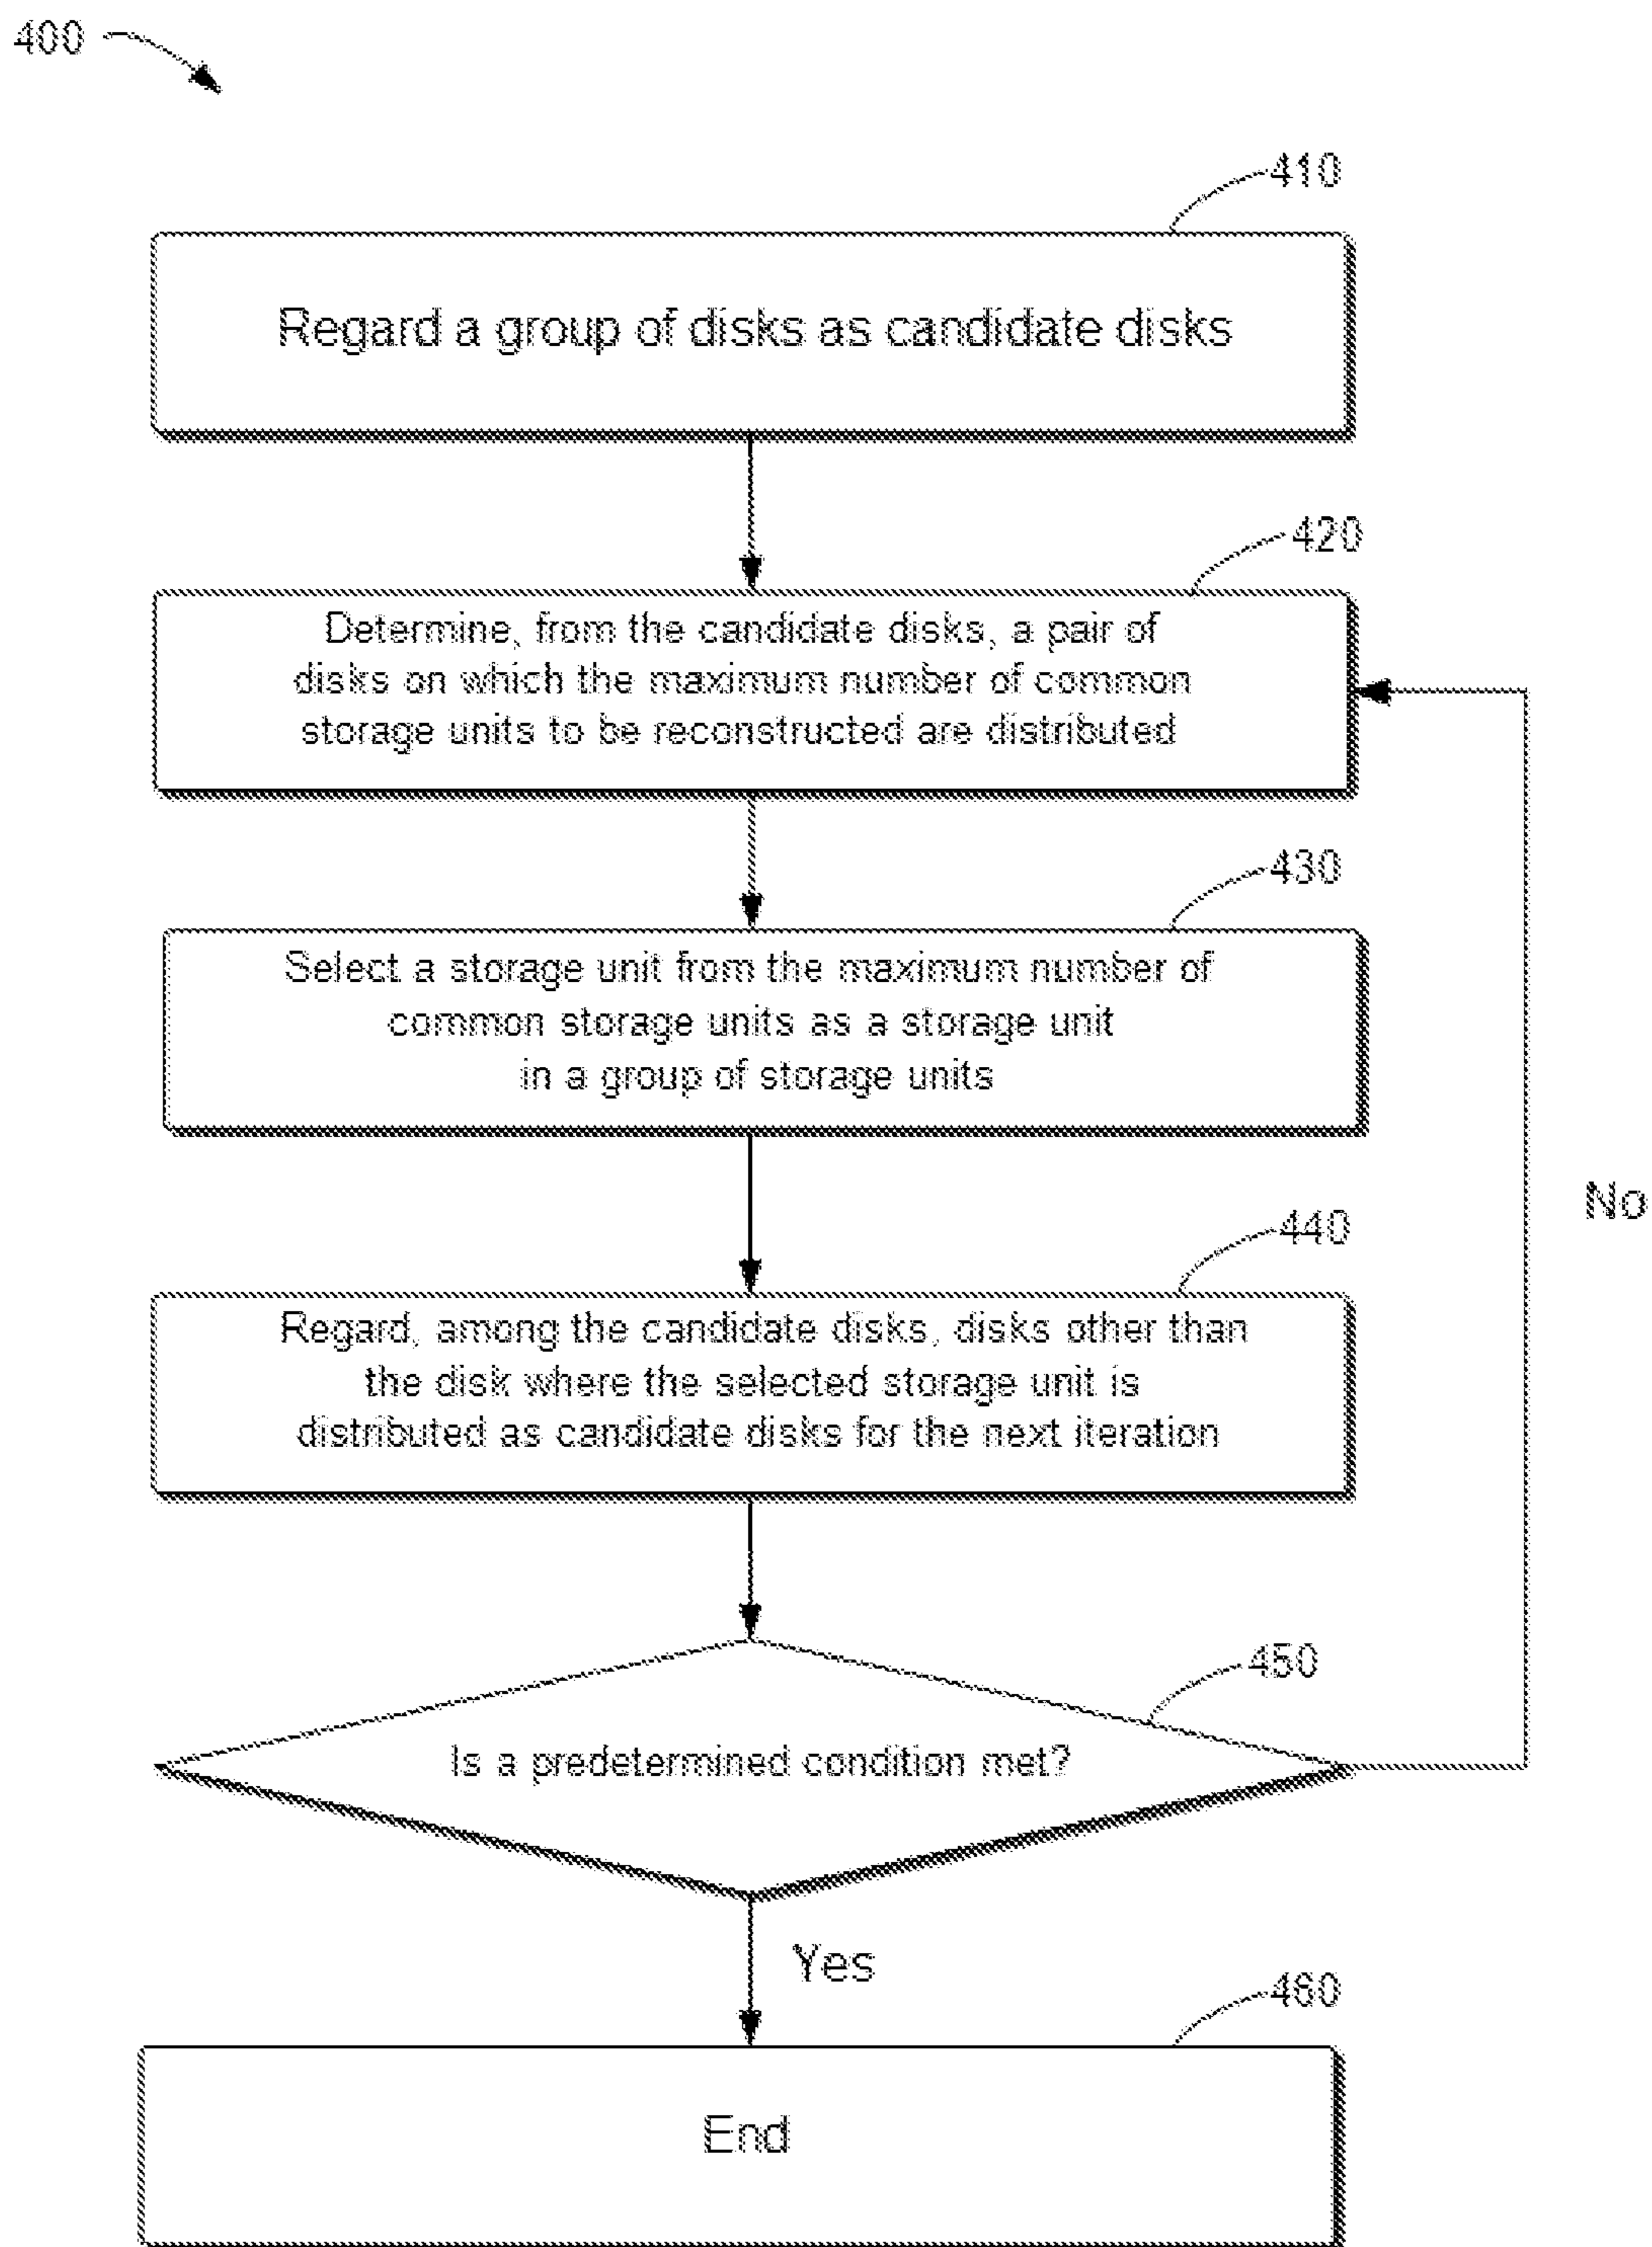 400
410
Regard a group of disks as candidate disks
420
Determine, from the candidate disks, a pair of
disks on which the maximum number of common
storage units to be reconstructed are distributed
430
Select a storage unit from the maximum number of
common storage units as a storage unit
in a group of storage units
No
440
Regard, among the candidate disks, disks other than
the disk where the selected storage unit is
distributed as candidate disks for the next iteration
450
Is a predetermined condition met?
Yes
460
End